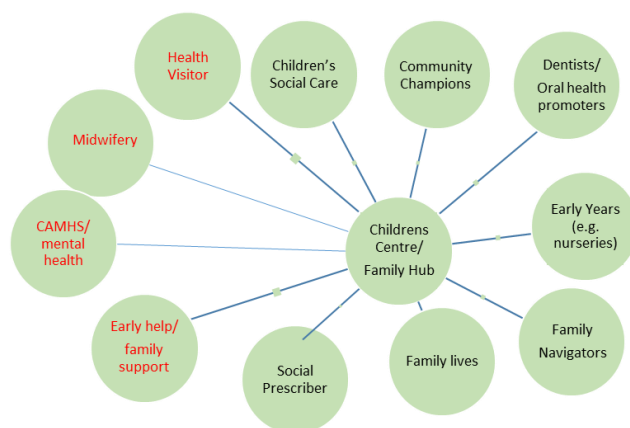 Health
Visitor
Children’s
Social Care
Community
Champions
Dentists/
Oral health
promoters
Midwifery
CAMHS/
mental
health
Childrens
Centre/
Family Hub
Early Years
(e.g.
nurseries)
Early help/
family
support
Social
Prescriber
Family lives
Family
Navigators